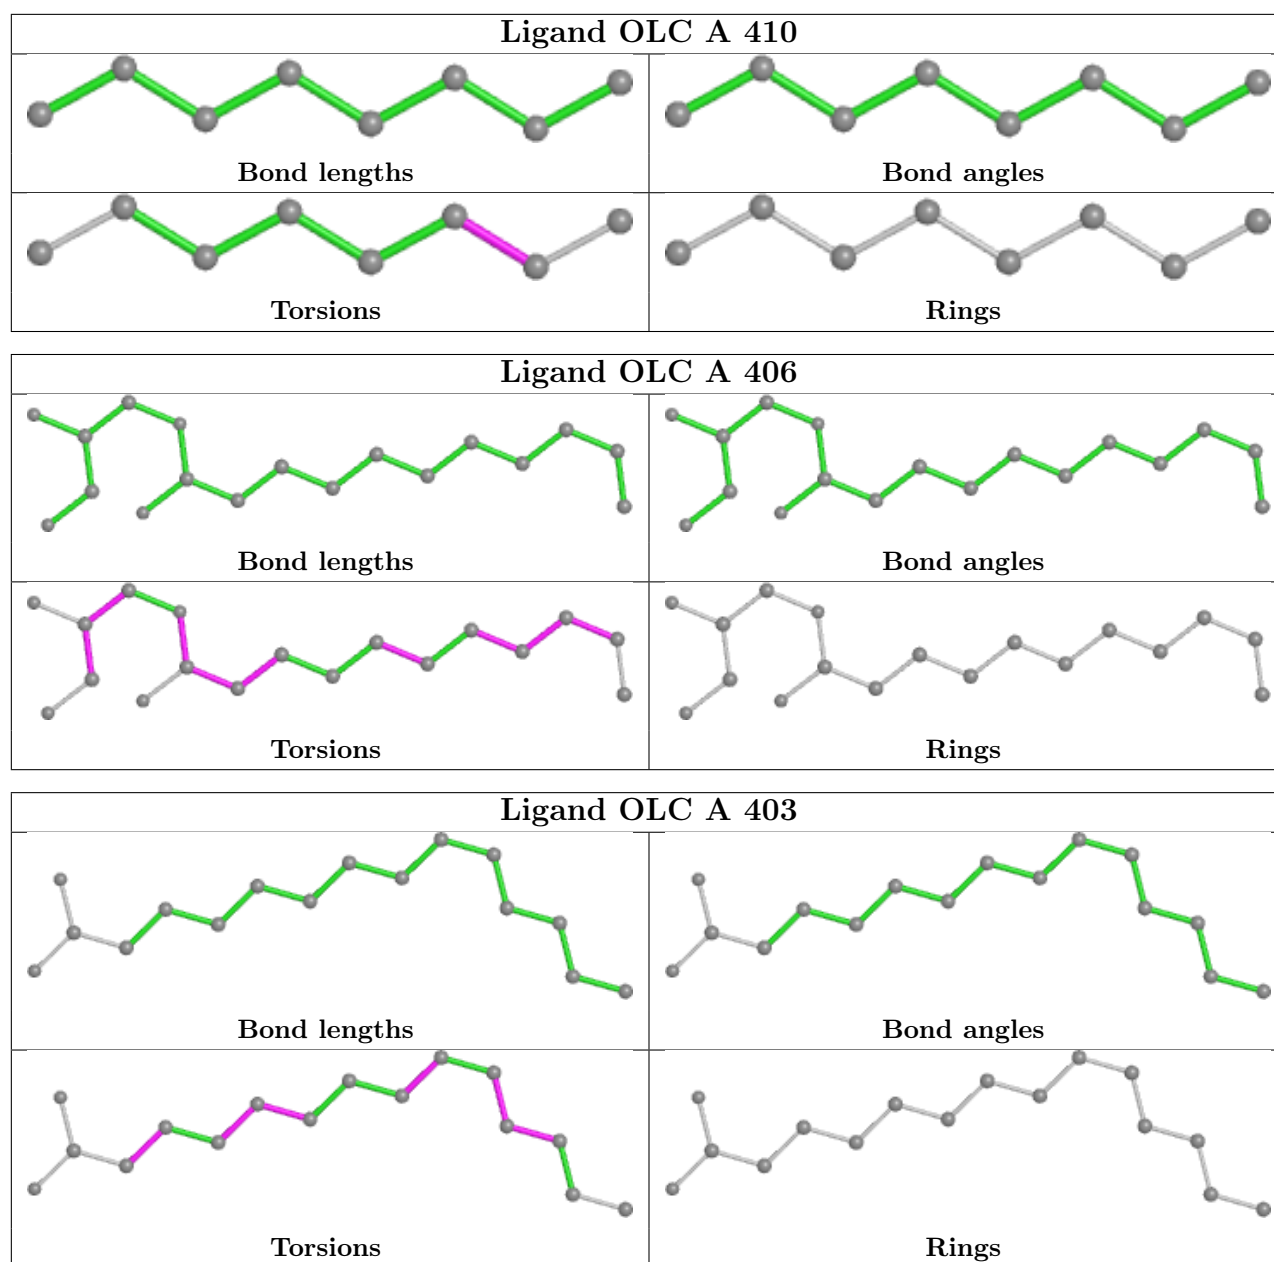 Ligand OLC A 410
Bond lengths
Bond angles
Torsions
Rings
Ligand OLC A 406
Bond lengths
Bond angles
Torsions
Rings
Ligand OLC A 403
Bond lengths
Bond angles
Torsions
Rings